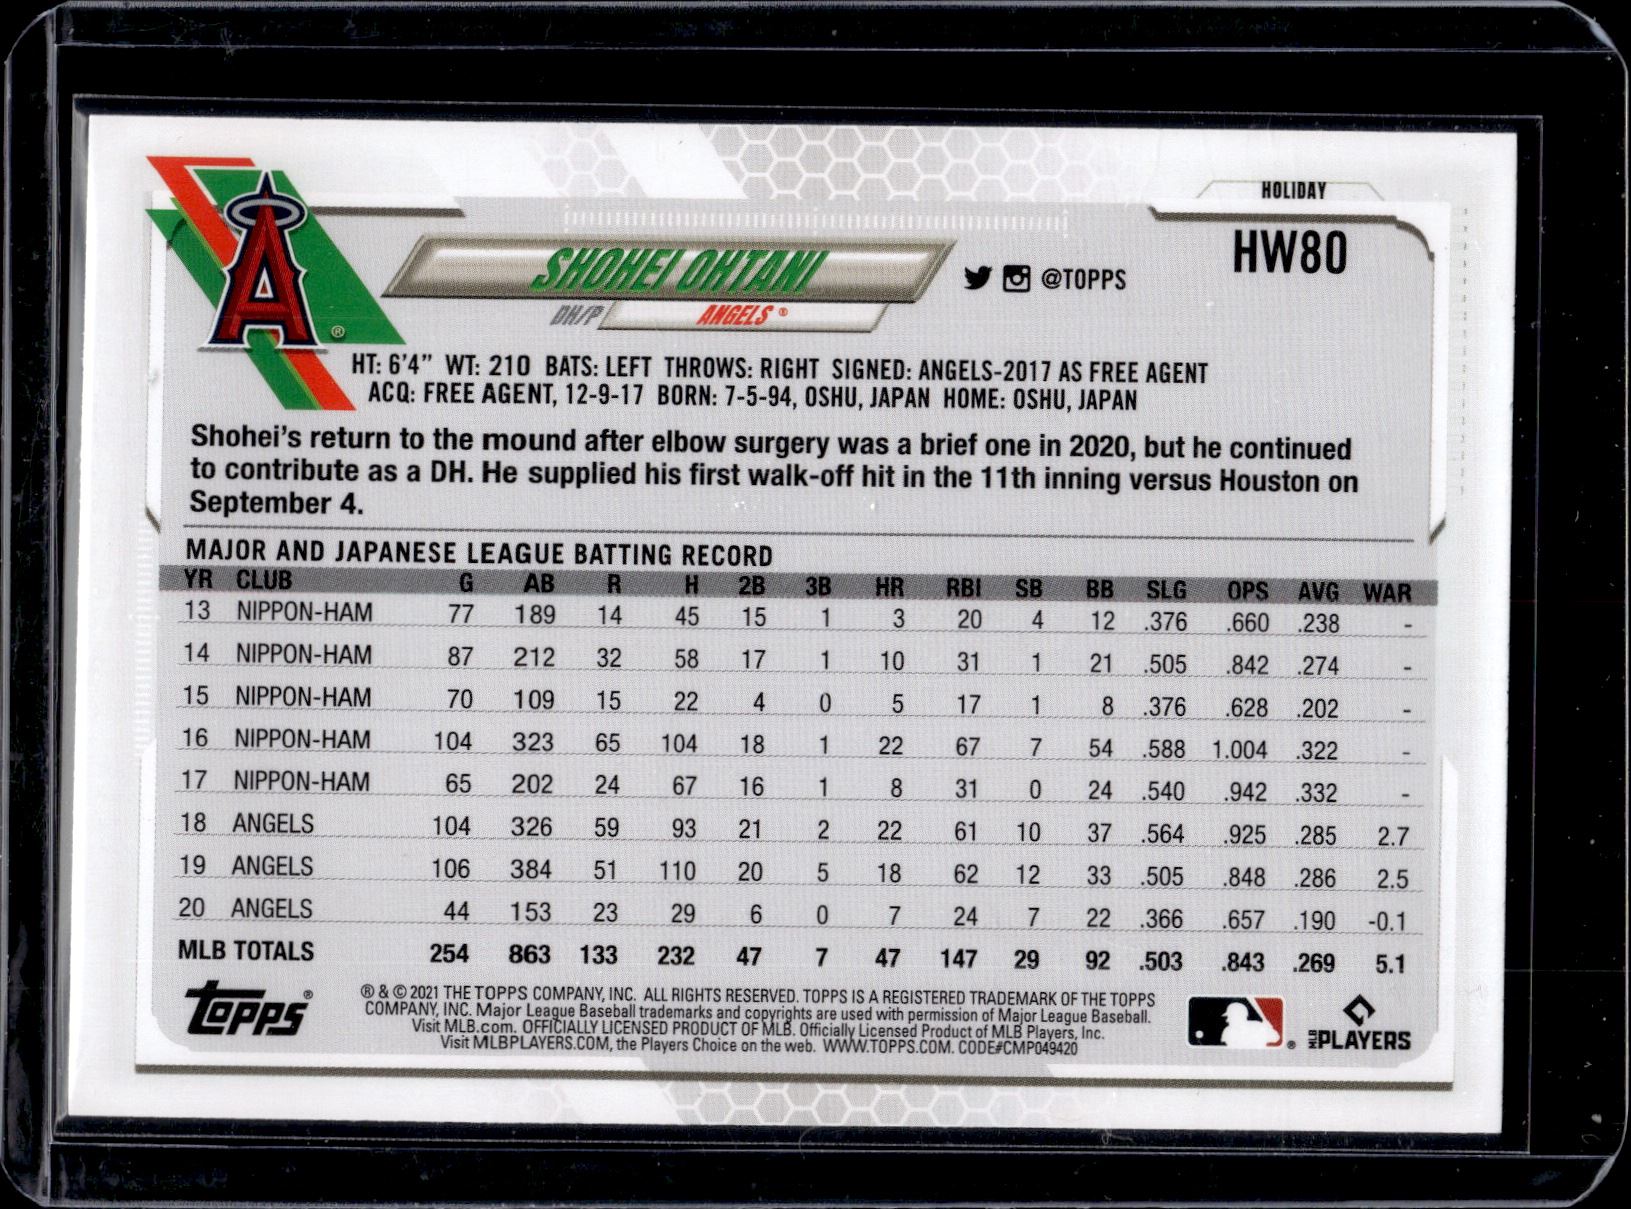 HOLIDAY
HW80
A ®
SHOHEI OHTANI
@TOPPS
DH/P ANGELS®
HT: 6'4" WT: 210 BATS: LEFT THROWS: RIGHT SIGNED: ANGELS-2017 AS FREE AGENT
ACQ: FREE AGENT, 12-9-17 BORN: 7-5-94, OSHU, JAPAN HOME: OSHU, JAPAN
Shohei's return to the mound after elbow surgery was a brief one in 2020, but he continued
to contribute as a DH. He supplied his first walk-off hit in the 11th inning versus Houston on
September 4.
MAJOR AND JAPANESE LEAGUE BATTING RECORD
YR CLUB G AB R H 2B 3B HR RBI SB BB SLG OPS AVG WAR
13 NIPPON-HAM 77 189 14 45 15 1 3 20 4 12 .376 .660 .238 -
14 NIPPON-HAM 87 212 32 58 17 1 10 31 1 21 .505 .842 .274 -
15 NIPPON-HAM 70 109 15 22 4 0 5 17 1 8 .376 .628 .202 -
16 NIPPON-HAM 104 323 65 104 18 1 22 67 7 54 .588 1.004 .322 -
17 NIPPON-HAM 65 202 24 67 16 1 8 31 0 24 .540 .942 .332 -
18 ANGELS 104 326 59 93 21 2 22 61 10 37 .564 .925 .285 2.7
19 ANGELS 106 384 51 110 20 5 18 62 12 33 .505 .848 .286 2.5
20 ANGELS 44 153 23 29 6 0 7 24 7 22 .366 .657 .190 -0.1
MLB TOTALS 254 863 133 232 47 7 47 147 29 92 .503 .843 .269 5.1
TOPPS®
® & © 2021 THE TOPPS COMPANY, INC. ALL RIGHTS RESERVED. TOPPS IS A REGISTERED TRADEMARK OF THE TOPPS
COMPANY, INC. Major League Baseball trademarks and copyrights are used with permission of Major League Baseball.
Visit MLB.com. OFFICIALLY LICENSED PRODUCT OF MLB. Officially Licensed Product of MLB Players, Inc.
Visit MLBPLAYERS.COM, the Players Choice on the web. WWW.TOPPS.COM. CODE#CMP049420
®
MLB PLAYERS